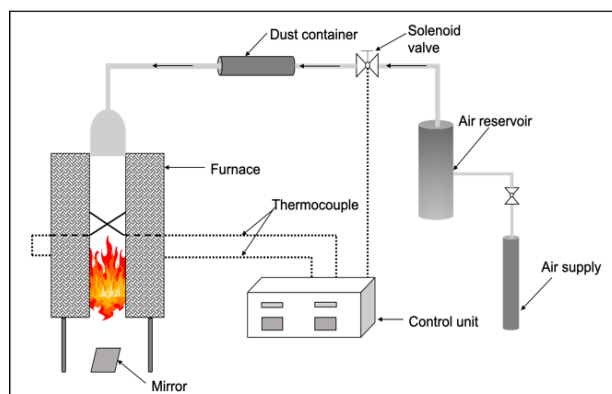 Dust container
Solenoid
valve
Air reservoir
Furnace
Thermocouple
Air supply
Control unit
Mirror